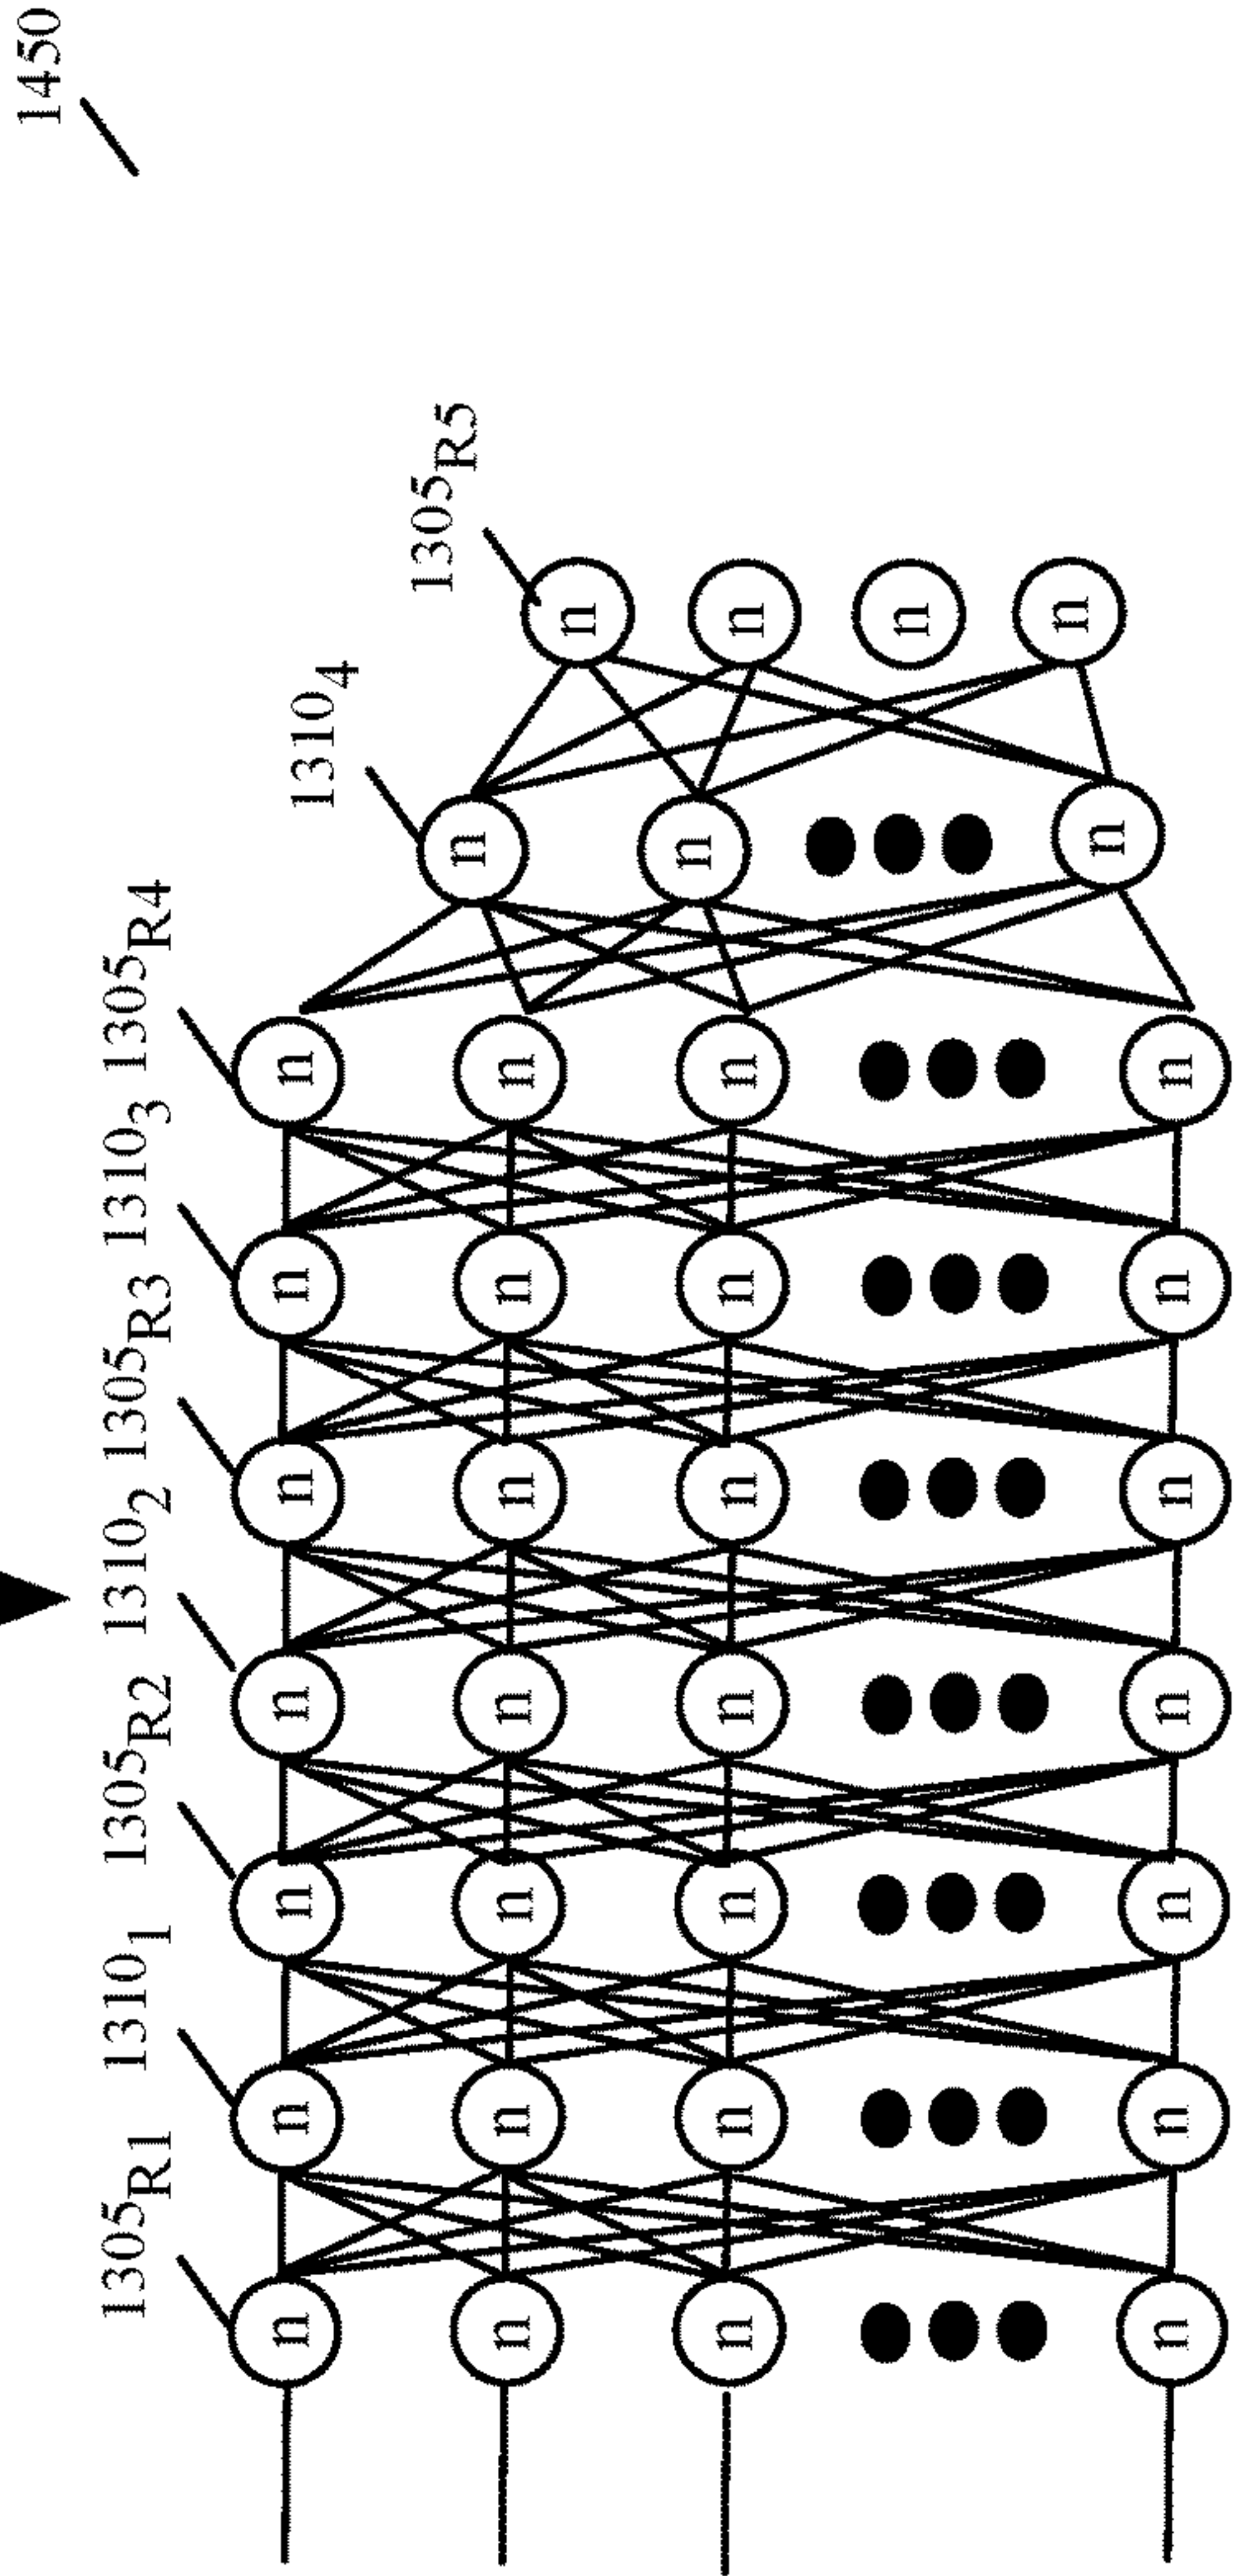 1450
1305R5
1310₄
1305R4
1310₃
1305R3
1310₂
1305R2
1310₁
1305R1
n n n n n n n n n
n n n n n n n n n
n n n n n n n n
n
n n n n n n n n n